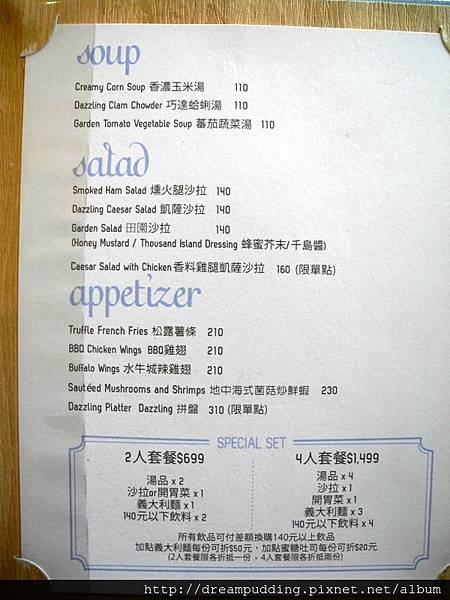 soup
Creamy Corn Soup 香濃玉米湯 110
Dazzling Clam Chowder 巧達蛤蜊湯 110
Garden Tomato Vegetable Soup 蕃茄蔬菜湯 110
salad
Smoked Ham Salad 燻火腿沙拉 140
Dazzling Caesar Salad 凱薩沙拉 140
Garden Salad 田園沙拉 140
(Honey Mustard / Thousand Island Dressing 蜂蜜芥末/千島醬)
Caesar Salad with Chicken 香料雞腿凱薩沙拉 160 (限單點)
appetizer
Truffle French Fries 松露薯條 210
BBQ Chicken Wings BBQ雞翅 210
Buffalo Wings 水牛城辣雞翅 210
Sautéed Mushrooms and Shrimps 地中海式菌菇炒鮮蝦 230
Dazzling Platter Dazzling 拼盤 310 (限單點)
SPECIAL SET
2人套餐$699
湯品 x 2
沙拉or開胃菜 x 1
義大利麵 x 1
140元以下飲料 x 2
4人套餐$1,499
湯品 x 4
沙拉 x 1
開胃菜 x 1
義大利麵 x 3
140元以下飲料 x 4
所有飲品可付差額換購140元以上飲品
加點義大利麵每份可折$50元，加點蜜糖吐司每份可折$20元
(2人套餐限各折抵一份，4人套餐限各折抵兩份)
http://dreampudding.pixnet.net/album